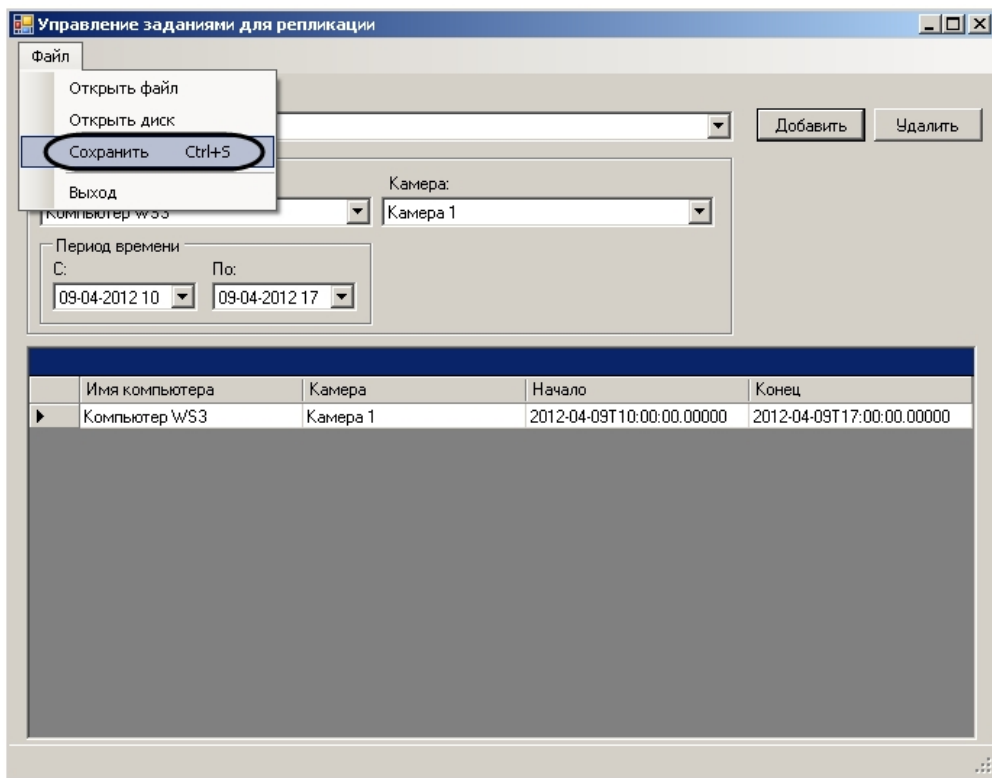 Управление заданиями для репликации
Файл
Открыть файл
Открыть диск
Сохранить Ctrl+S
Выход
Добавить Удалить
Камера:
Компьютер WS3 Камера 1
Период времени
С: По:
09-04-2012 10 09-04-2012 17
Имя компьютера Камера Начало Конец
Компьютер WS3 Камера 1 2012-04-09T10:00:00.00000 2012-04-09T17:00:00.00000